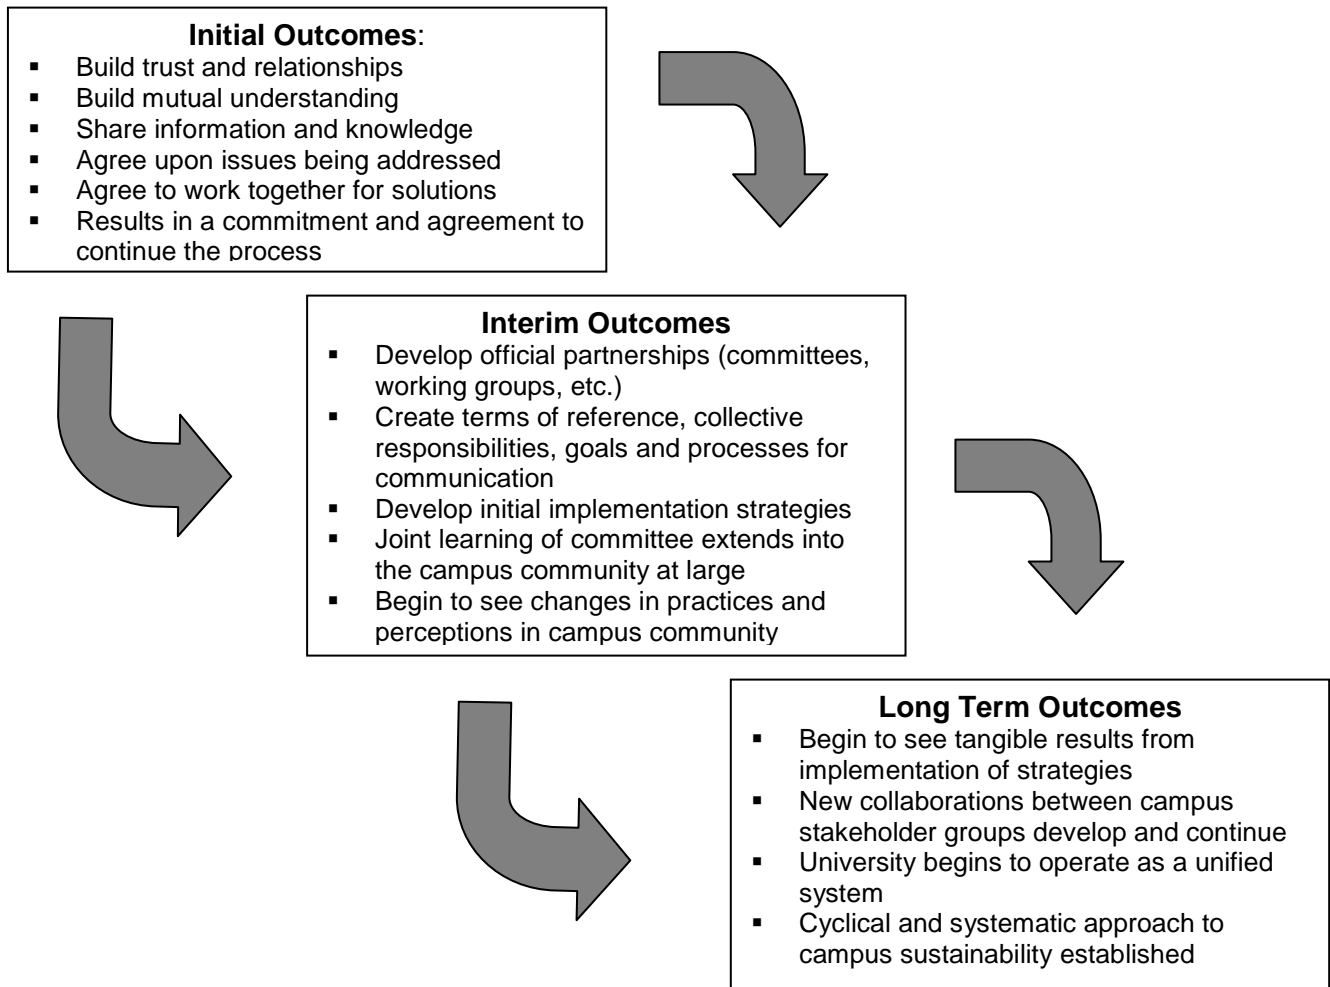 Initial Outcomes:
▪ Build trust and relationships
▪ Build mutual understanding
▪ Share information and knowledge
▪ Agree upon issues being addressed
▪ Agree to work together for solutions
▪ Results in a commitment and agreement to
continue the process
Interim Outcomes
▪ Develop official partnerships (committees,
working groups, etc.)
▪ Create terms of reference, collective
responsibilities, goals and processes for
communication
▪ Develop initial implementation strategies
▪ Joint learning of committee extends into
the campus community at large
▪ Begin to see changes in practices and
perceptions in campus community
Long Term Outcomes
▪ Begin to see tangible results from
implementation of strategies
▪ New collaborations between campus
stakeholder groups develop and continue
▪ University begins to operate as a unified
system
▪ Cyclical and systematic approach to
campus sustainability established